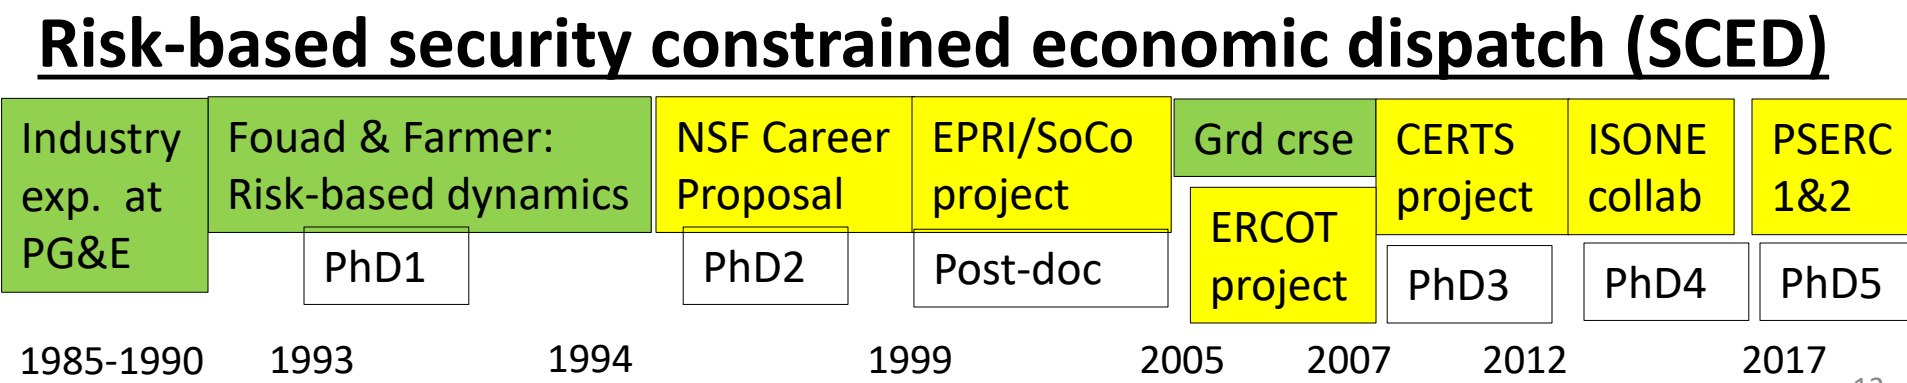 Risk-based security constrained economic dispatch (SCED)
Industry
exp. at
PG&E
Fouad & Farmer:
Risk-based dynamics
NSF Career
Proposal
EPRI/SoCo
project
Grd crse
ERCOT
project
CERTS
project
ISONE
collab
PSERC
1&2
PhD1
PhD2
Post-doc
PhD3
PhD4
PhD5
1985-1990
1993
1994
1999
2005
2007
2012
2017